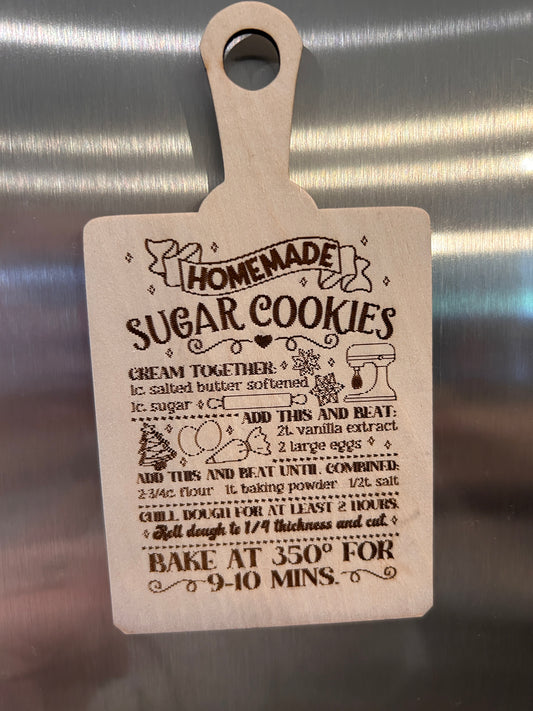 HOMEMADE
SUGAR COOKIES
CREAM TOGETHER:
1c. salted butter softened
1c. sugar
ADD THIS AND BEAT:
2t. vanilla extract
2 large eggs
ADD THIS AND BEAT UNTIL COMBINED:
2-3/4c. flour 1t. baking powder 1/2t. salt
CHILL DOUGH FOR AT LEAST 2 HOURS.
Roll dough to 1/4 thickness and cut.
BAKE AT 350° FOR
9-10 MINS.